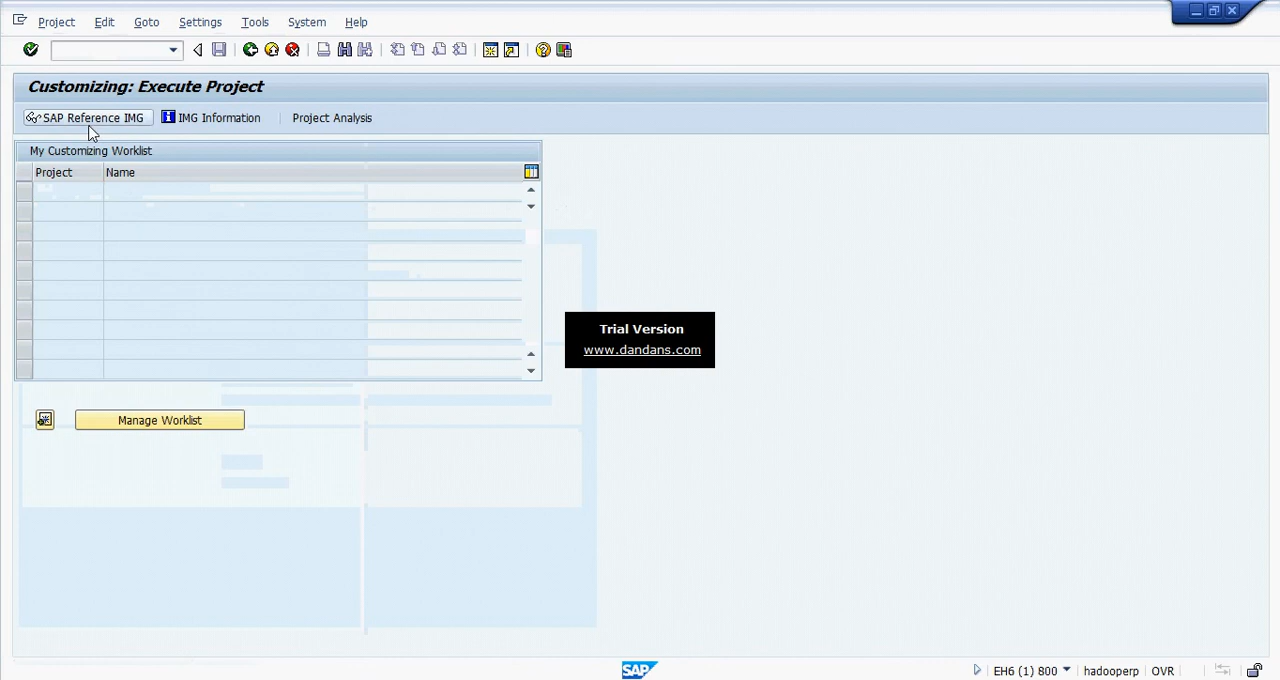 Project Edit Goto Settings Tools System Help
Customizing: Execute Project
SAP Reference IMG IMG Information Project Analysis
My Customizing Worklist
Project Name
Trial Version
www.dandans.com
Manage Worklist
SAP EH6 (1) 800 hadooperp OVR